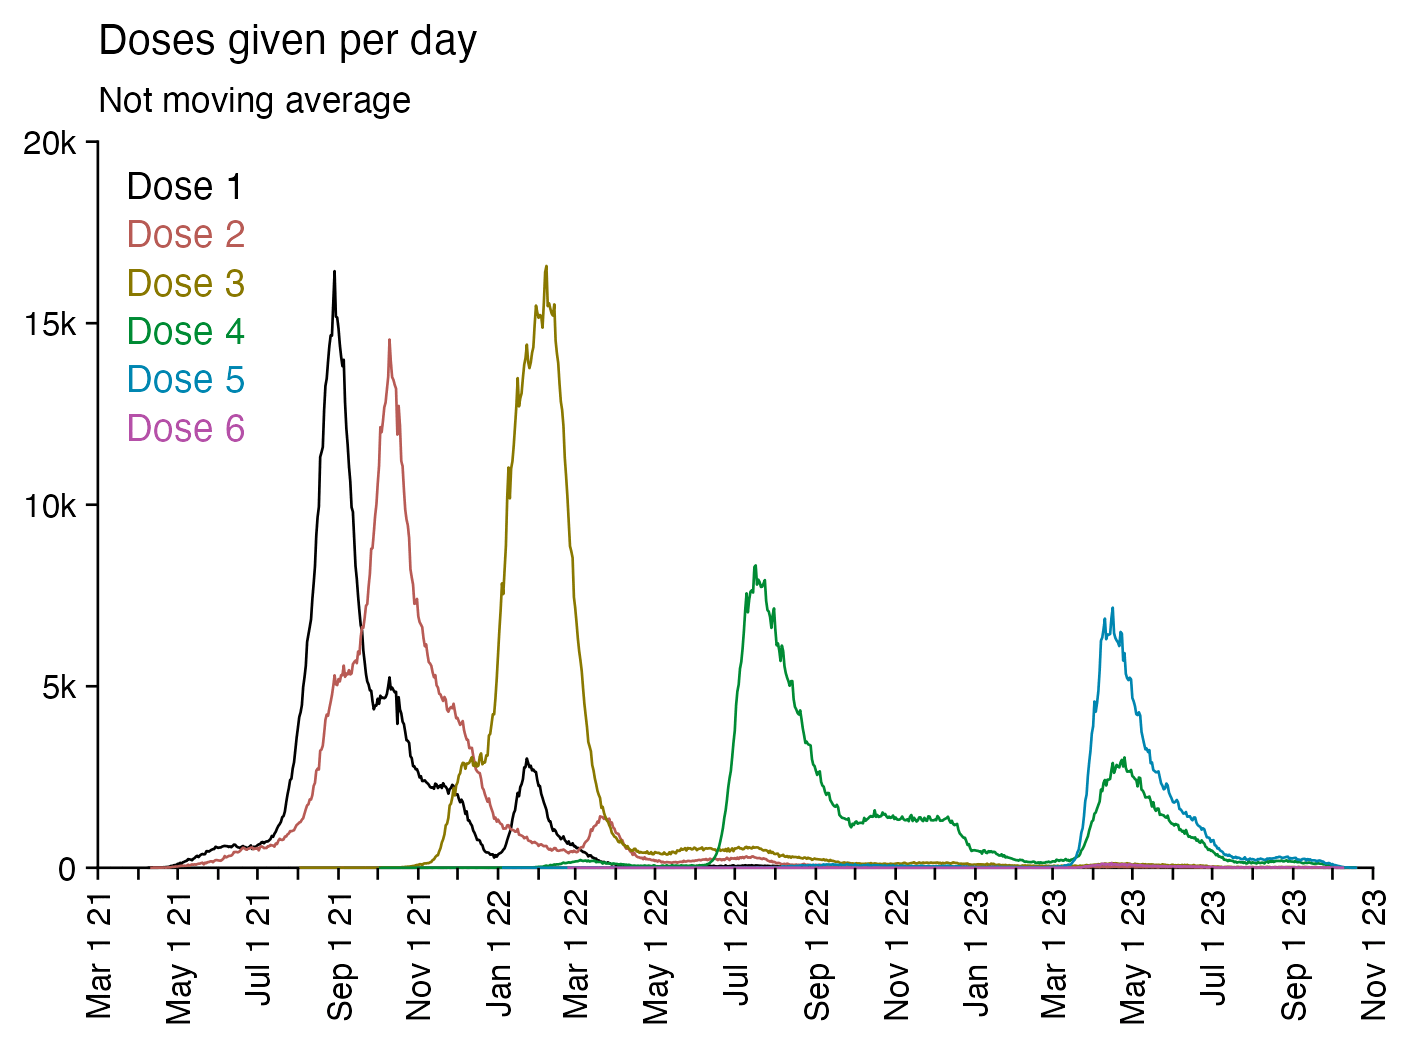 Doses given per day
Not moving average
20k
15k
10k
5k
0
Dose 1
Dose 2
Dose 3
Dose 4
Dose 5
Dose 6
Mar 1 21
May 1 21
Jul 1 21
Sep 1 21
Nov 1 21
Jan 1 22
Mar 1 22
May 1 22
Jul 1 22
Sep 1 22
Nov 1 22
Jan 1 23
Mar 1 23
May 1 23
Jul 1 23
Sep 1 23
Nov 1 23